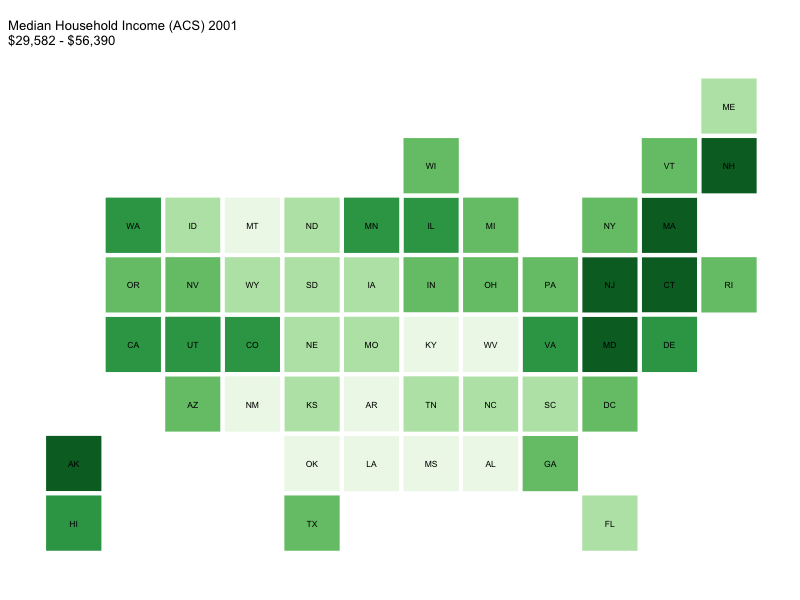 Median Household Income (ACS) 2001
$29,582 - $56,390
ME
WI VT NH
WA ID MT ND MN IL MI NY MA
OR NV WY SD IA IN OH PA NJ CT RI
CA UT CO NE MO KY WV VA MD DE
AZ NM KS AR TN NC SC DC
AK OK LA MS AL GA
HI TX FL